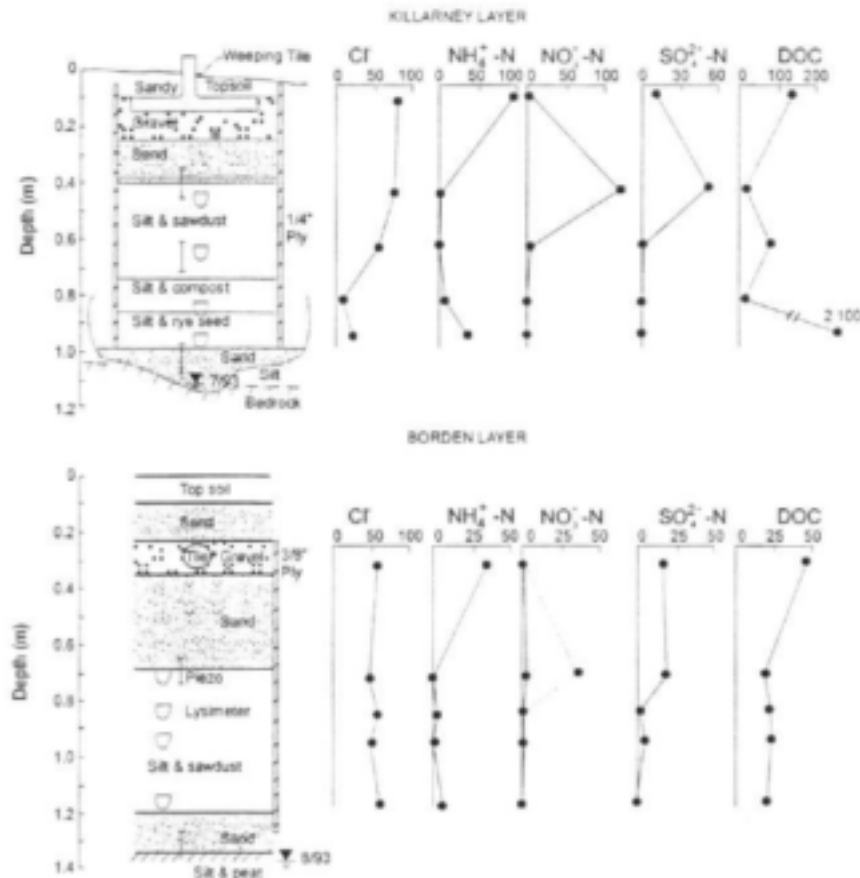 KILLARNEY LAYER
Weeping Tile
Cl⁻ NH₄⁺-N NO₃⁻-N SO₄²⁻-N DOC
0 50 100 0 50 100 0 50 100 0 30 60 0 100 200
Sandy Topsoil
Gravel
Sand
Silt & sawdust
1/4" Ply
Silt & compost
Silt & rye seed
2 100
Sand
Silt
7/93
Bedrock
Depth (m)
0
0.2
0.4
0.6
0.8
1.0
1.2
BORDEN LAYER
Cl⁻ NH₄⁺-N NO₃⁻-N SO₄²⁻-N DOC
0 50 100 0 25 50 0 25 50 0 25 50 0 25 50
Top soil
Sand
Tile Gravel
3/8" Ply
Sand
Piezo
Lysimeter
Silt & sawdust
Sand
8/93
Silt & peat
Depth (m)
0
0.2
0.4
0.6
0.8
1.0
1.2
1.4